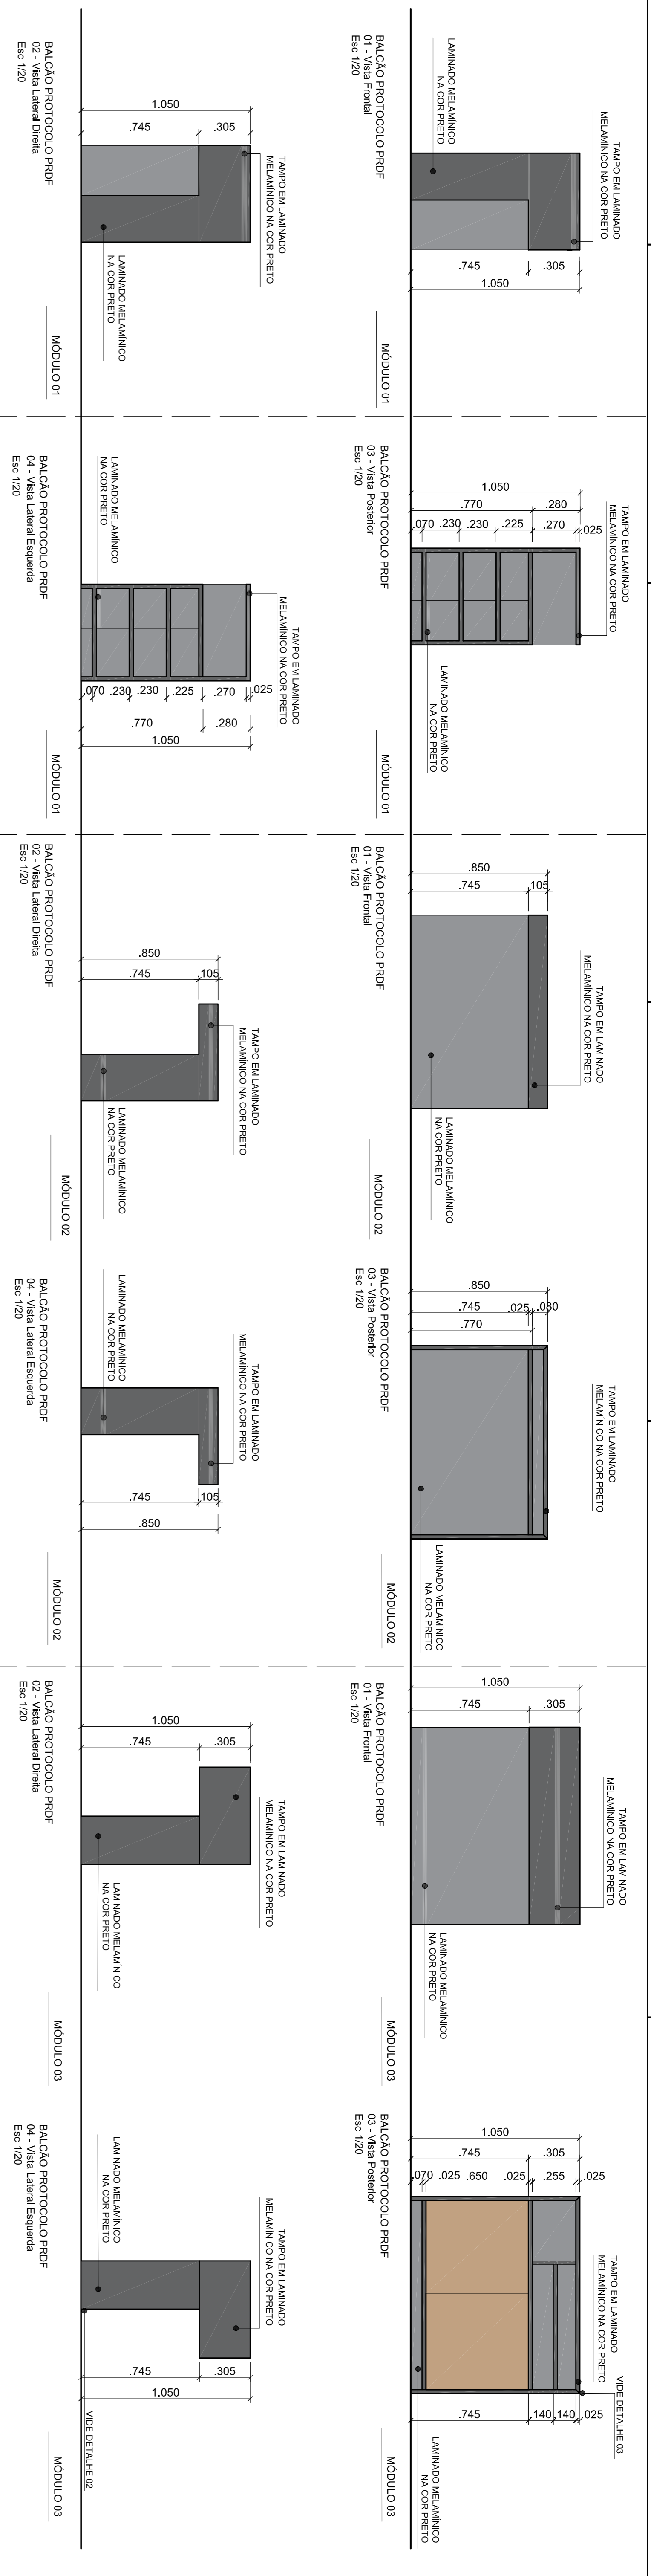 TAMPO EM LAMINADO
MELAMÍNICO NA COR PRETO
LAMINADO MELAMÍNICO
NA COR PRETO
.305
.745
1.050
MÓDULO 01
BALCÃO PROTOCOLO PRDF
01 - Vista Frontal
Esc 1/20
TAMPO EM LAMINADO
MELAMÍNICO NA COR PRETO
.025
.270
.280
.225
.230
.230
.070
.770
1.050
LAMINADO MELAMÍNICO
NA COR PRETO
MÓDULO 01
BALCÃO PROTOCOLO PRDF
03 - Vista Posterior
Esc 1/20
TAMPO EM LAMINADO
MELAMÍNICO NA COR PRETO
.105
.745
.850
LAMINADO MELAMÍNICO
NA COR PRETO
MÓDULO 02
BALCÃO PROTOCOLO PRDF
01 - Vista Frontal
Esc 1/20
TAMPO EM LAMINADO
MELAMÍNICO NA COR PRETO
.080
.025
.745
.770
.850
LAMINADO MELAMÍNICO
NA COR PRETO
MÓDULO 02
BALCÃO PROTOCOLO PRDF
03 - Vista Posterior
Esc 1/20
TAMPO EM LAMINADO
MELAMÍNICO NA COR PRETO
.305
.745
1.050
LAMINADO MELAMÍNICO
NA COR PRETO
MÓDULO 03
BALCÃO PROTOCOLO PRDF
01 - Vista Frontal
Esc 1/20
VIDE DETALHE 03
TAMPO EM LAMINADO
MELAMÍNICO NA COR PRETO
.025
.255
.305
.025
.650
.025
.070
.745
1.050
.025
.140
.140
.745
LAMINADO MELAMÍNICO
NA COR PRETO
MÓDULO 03
BALCÃO PROTOCOLO PRDF
03 - Vista Posterior
Esc 1/20
TAMPO EM LAMINADO
MELAMÍNICO NA COR PRETO
.305
.745
1.050
LAMINADO MELAMÍNICO
NA COR PRETO
MÓDULO 01
BALCÃO PROTOCOLO PRDF
02 - Vista Lateral Direita
Esc 1/20
TAMPO EM LAMINADO
MELAMÍNICO NA COR PRETO
LAMINADO MELAMÍNICO
NA COR PRETO
.025
.270
.280
.225
.230
.230
.070
.770
1.050
MÓDULO 01
BALCÃO PROTOCOLO PRDF
04 - Vista Lateral Esquerda
Esc 1/20
TAMPO EM LAMINADO
MELAMÍNICO NA COR PRETO
.105
.745
.850
LAMINADO MELAMÍNICO
NA COR PRETO
MÓDULO 02
BALCÃO PROTOCOLO PRDF
02 - Vista Lateral Direita
Esc 1/20
TAMPO EM LAMINADO
MELAMÍNICO NA COR PRETO
LAMINADO MELAMÍNICO
NA COR PRETO
.105
.745
.850
MÓDULO 02
BALCÃO PROTOCOLO PRDF
04 - Vista Lateral Esquerda
Esc 1/20
TAMPO EM LAMINADO
MELAMÍNICO NA COR PRETO
.305
.745
1.050
LAMINADO MELAMÍNICO
NA COR PRETO
MÓDULO 03
BALCÃO PROTOCOLO PRDF
02 - Vista Lateral Direita
Esc 1/20
TAMPO EM LAMINADO
MELAMÍNICO NA COR PRETO
LAMINADO MELAMÍNICO
NA COR PRETO
.305
.745
1.050
VIDE DETALHE 02
MÓDULO 03
BALCÃO PROTOCOLO PRDF
04 - Vista Lateral Esquerda
Esc 1/20